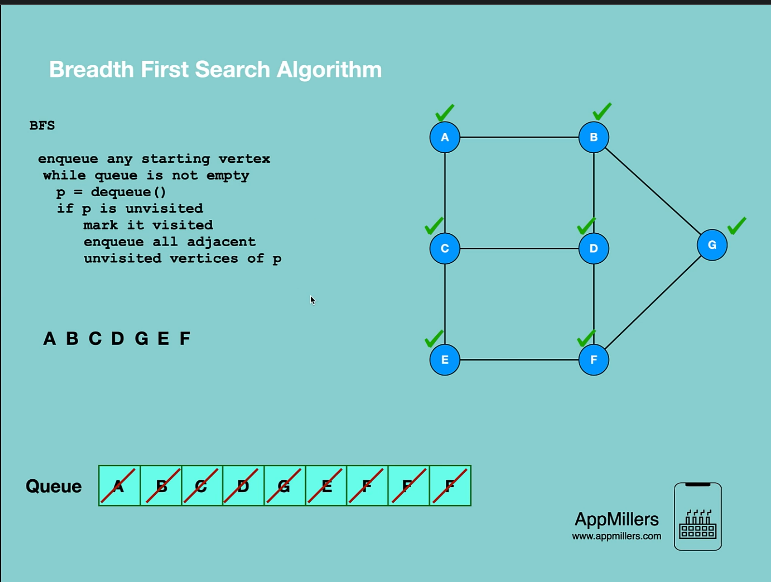 Breadth First Search Algorithm
BFS
enqueue any starting vertex
while queue is not empty
p = dequeue()
if p is unvisited
mark it visited
enqueue all adjacent
unvisited vertices of p
A B C D G E F
A
B
C
D
G
E
F
Queue A B C D G E F F F
AppMillers
www.appmillers.com